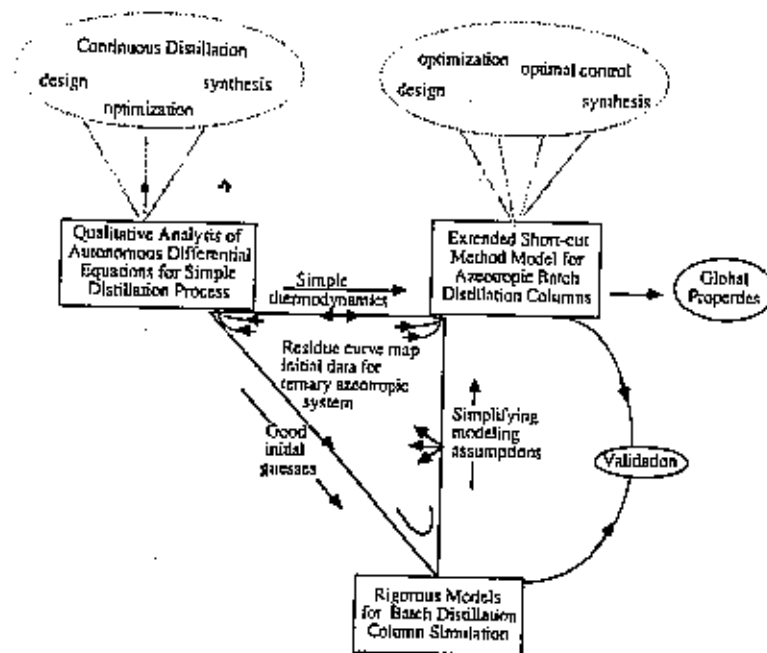 Continuous Distillation
design
synthesis
optimization
optimization
optimal control
design
synthesis
Qualitative Analysis of
Autonomous Differential
Equations for Simple
Distillation Process
Extended Short-cut
Method Model for
Azeotropic Batch
Distillation Columns
Global
Properties
Simple
thermodynamics
Residue curve map
initial data for
ternary azeotropic
system
Good
initial
guesses
Simplifying
modeling
assumptions
Validation
Rigorous Models
for Batch Distillation
Column Simulation